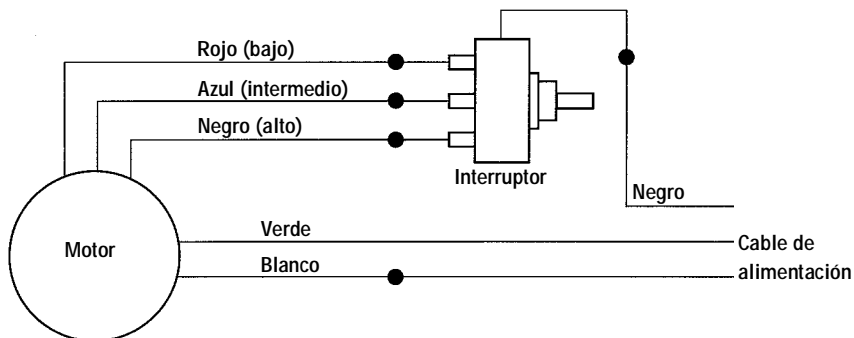 Rojo (bajo)
Azul (intermedio)
Negro (alto)
Interruptor
Negro
Motor
Verde
Blanco
Cable de
alimentación